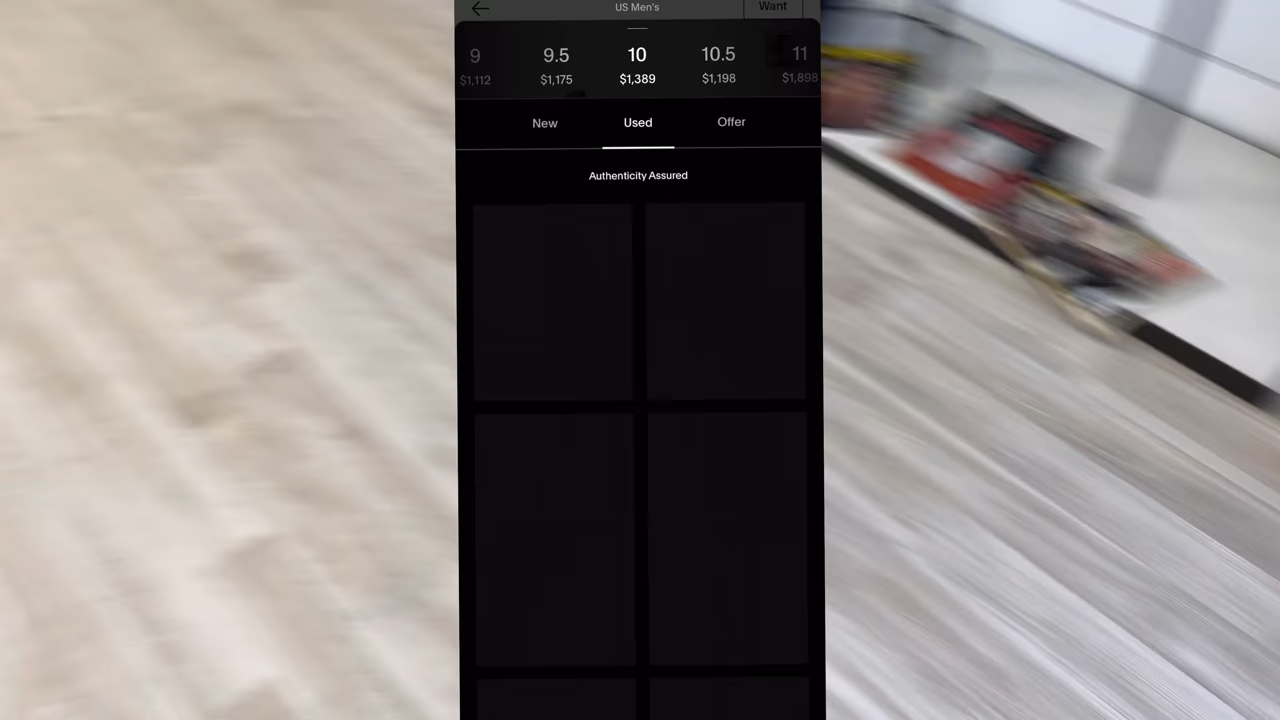 US Men's
Want
9 9.5 10 10.5 11
$1,112 $1,175 $1,389 $1,198 $1,898
New Used Offer
Authenticity Assured